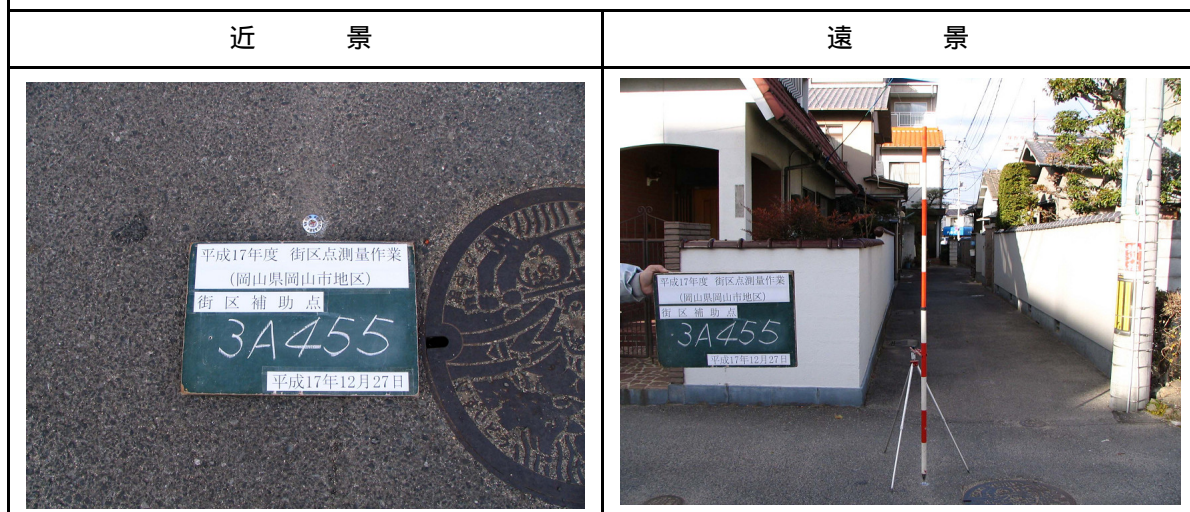 近 景
遠 景
平成17年度 街区点測量作業
(岡山県岡山市地区)
街区補助点
3A455
平成17年12月27日
平成17年度 街区点測量作業
(岡山県岡山市地区)
街区補助点
3A455
平成17年12月27日